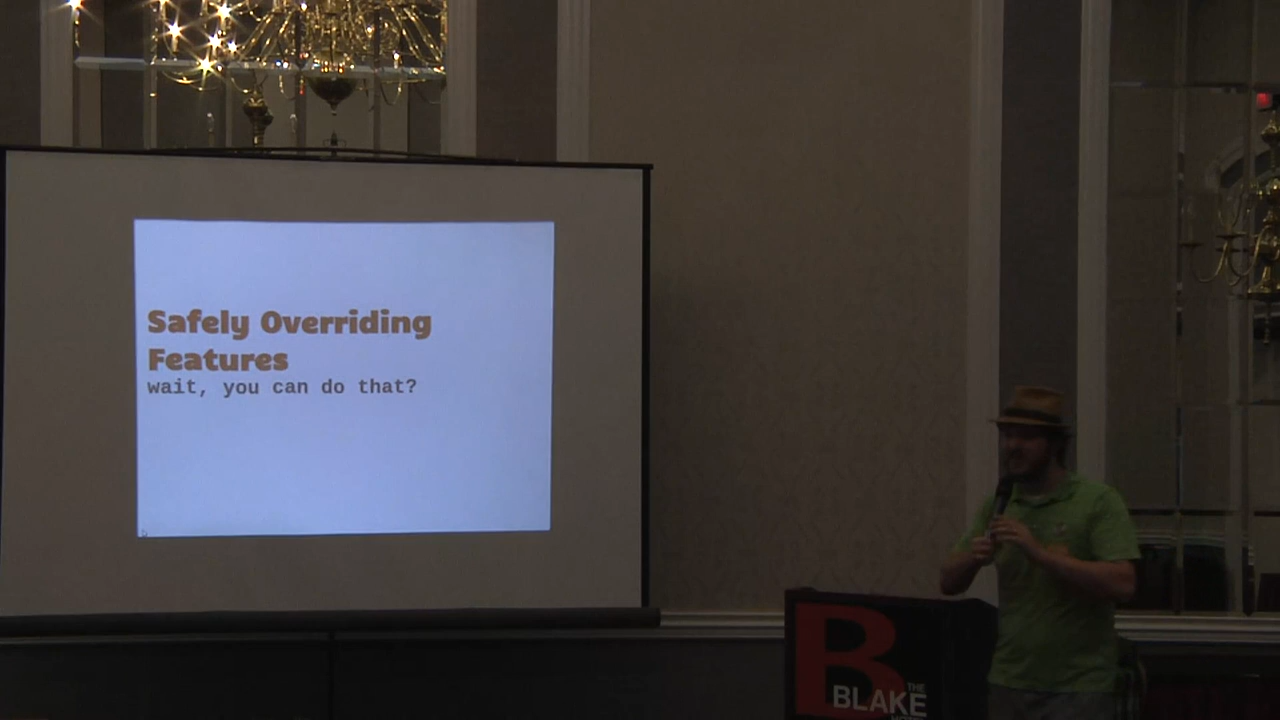 Safely Overriding
Features
wait, you can do that?
B
THE
BLAKE